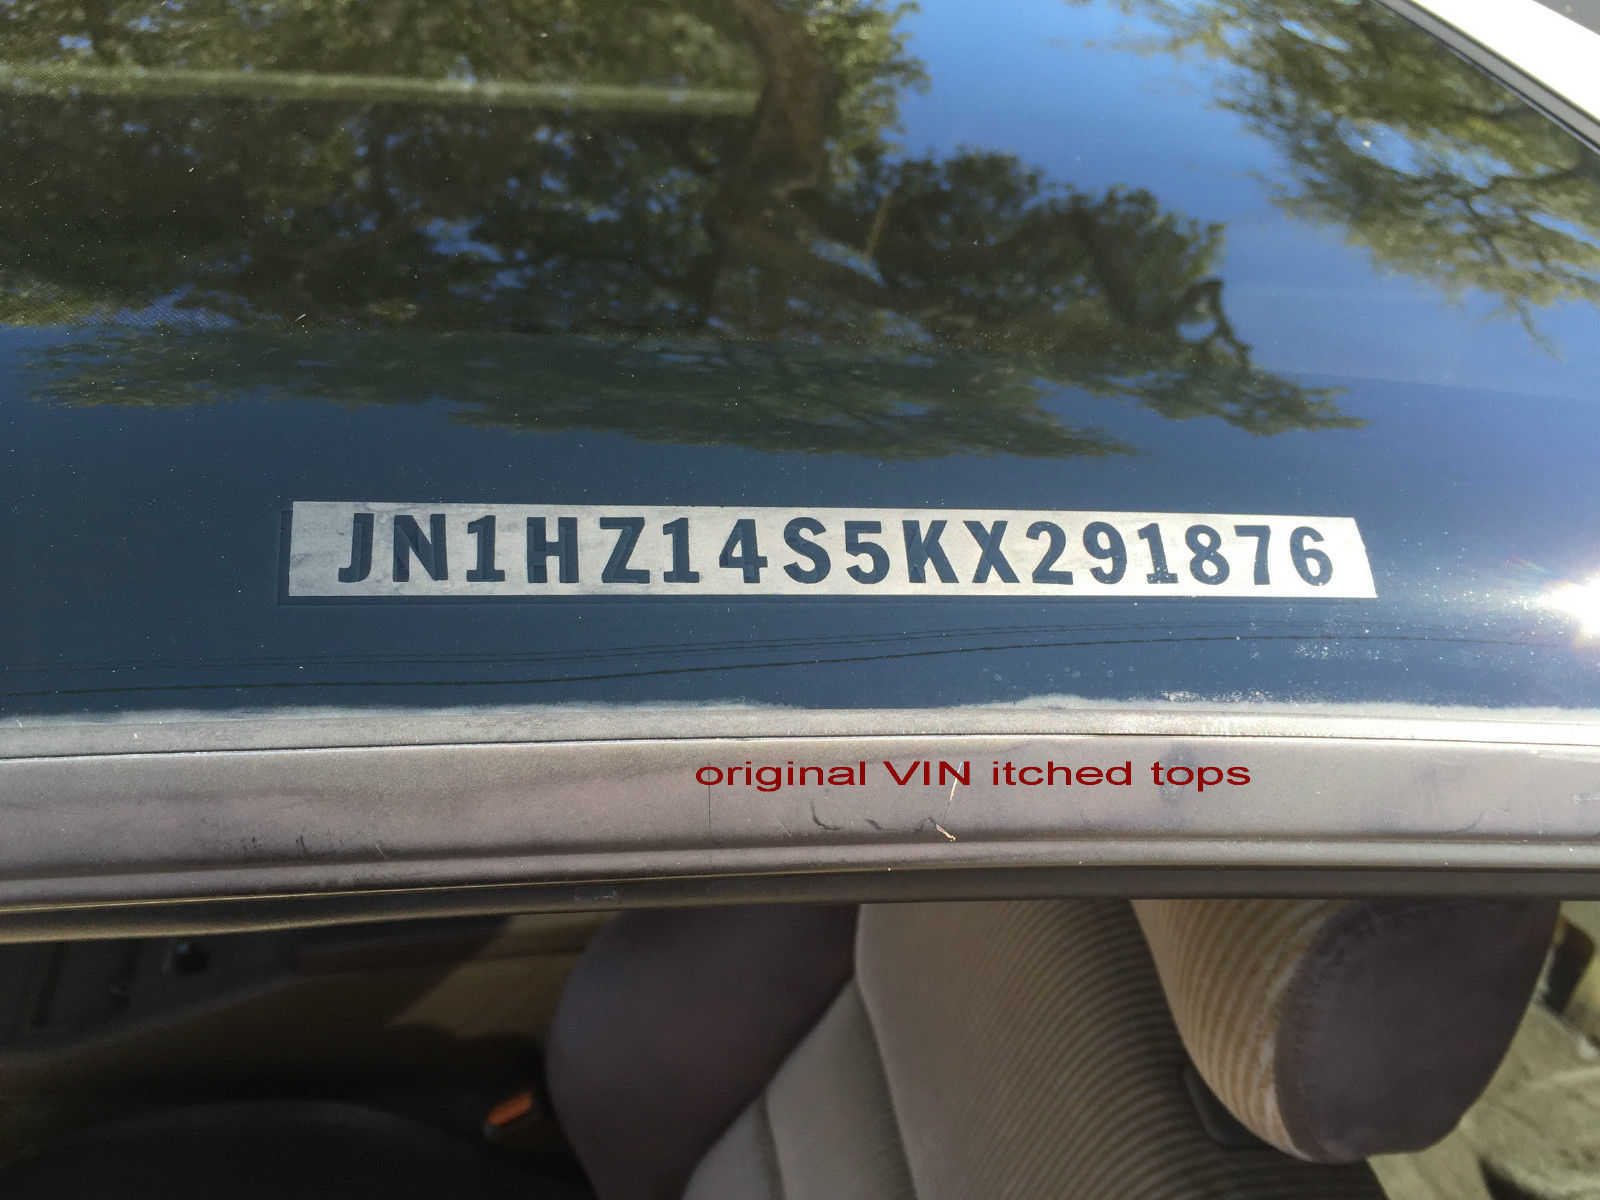 JN1HZ14S5KX291876
original VIN itched tops